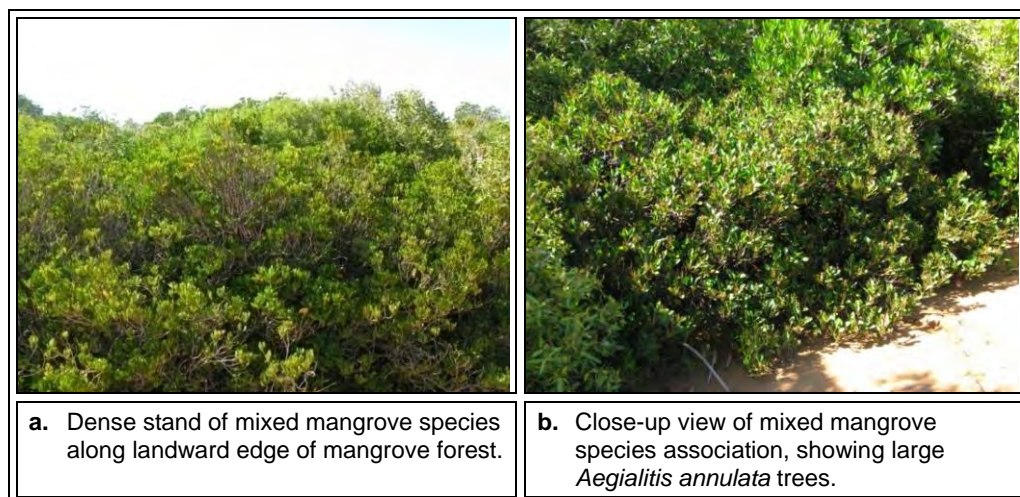 a. Dense stand of mixed mangrove species
along landward edge of mangrove forest.
b. Close-up view of mixed mangrove
species association, showing large
Aegialitis annulata trees.